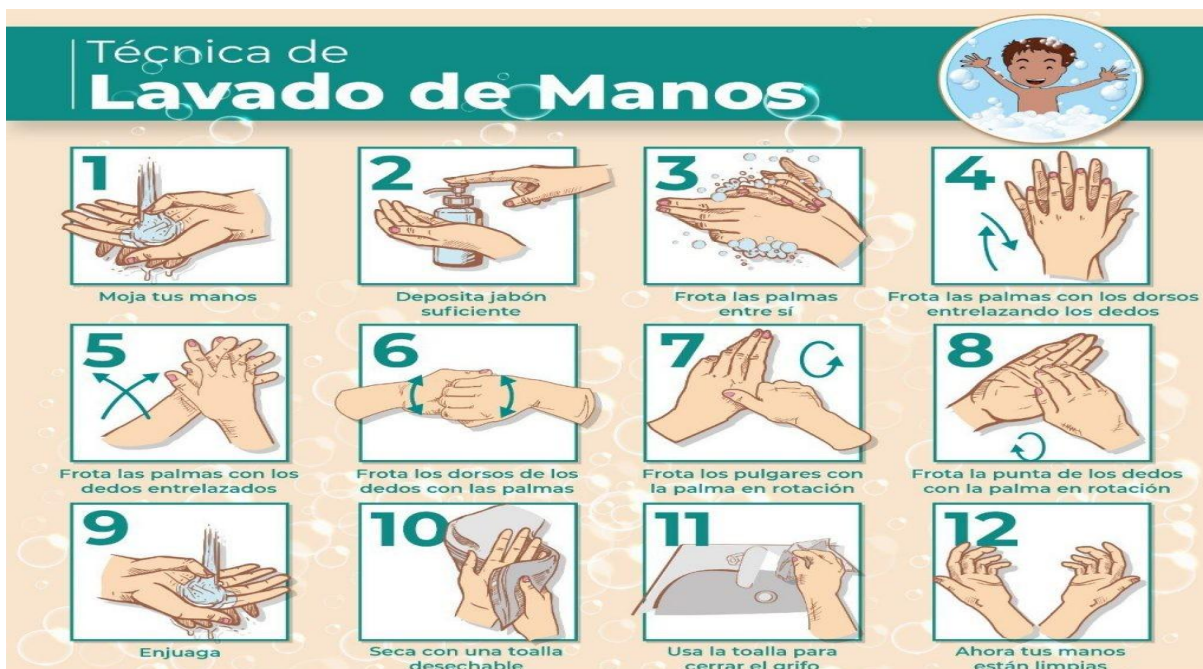 Técnica de
Lavado de Manos
1
Moja tus manos
2
Deposita jabón
suficiente
3
Frota las palmas
entre sí
4
Frota las palmas con los dorsos
entrelazando los dedos
5
Frota las palmas con los
dedos entrelazados
6
Frota los dorsos de los
dedos con las palmas
7
Frota los pulgares con
la palma en rotación
8
Frota la punta de los dedos
con la palma en rotación
9
Enjuaga
10
Seca con una toalla
desechable
11
Usa la toalla para
cerrar el grifo
12
Ahora tus manos
están limpias